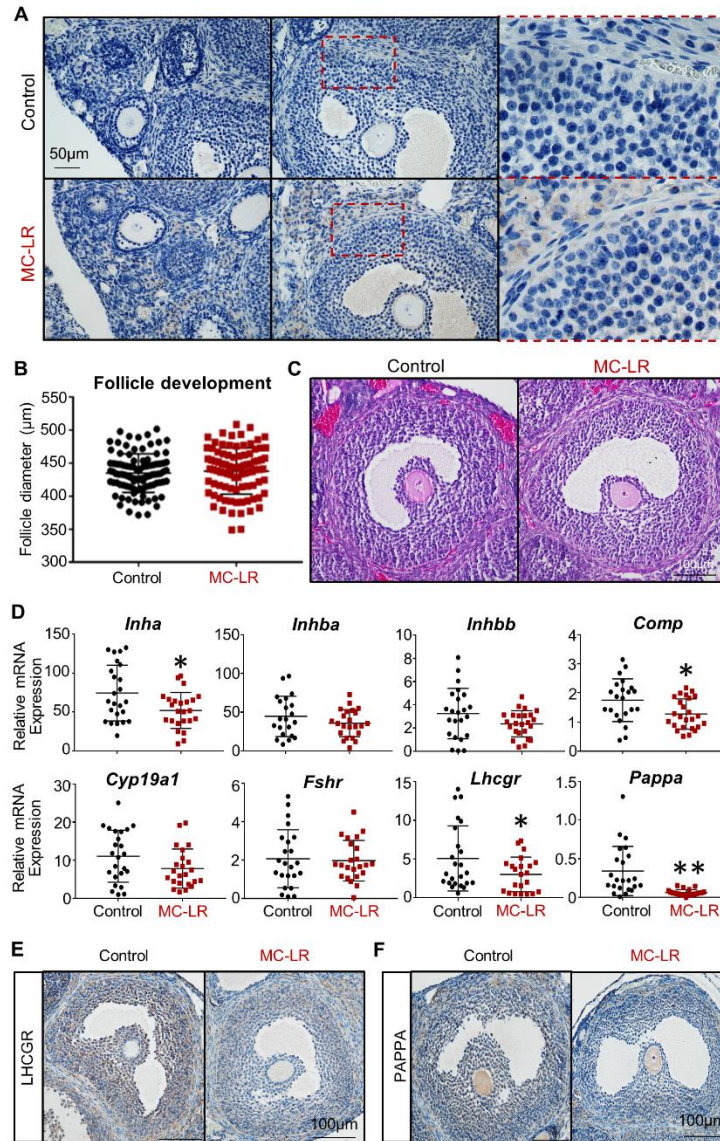 A
Control
50µm
MC-LR
B
Follicle development
Follicle diameter (µm)
550
500
450
400
350
300
Control
MC-LR
C
Control
MC-LR
100µm
D
Relative mRNA
Expression
Inha
150
100
50
0
*
Inhba
150
100
50
0
Inhbb
8
6
4
2
0
Comp
4
3
2
1
0
*
Relative mRNA
Expression
Cyp19a1
30
20
10
0
Control
MC-LR
Fshr
6
4
2
0
Control
MC-LR
Lhcgr
15
10
5
0
*
Control
MC-LR
Pappa
1.5
1.0
0.5
0.0
**
Control
MC-LR
E
Control
MC-LR
LHCGR
100µm
F
Control
MC-LR
PAPPA
100µm